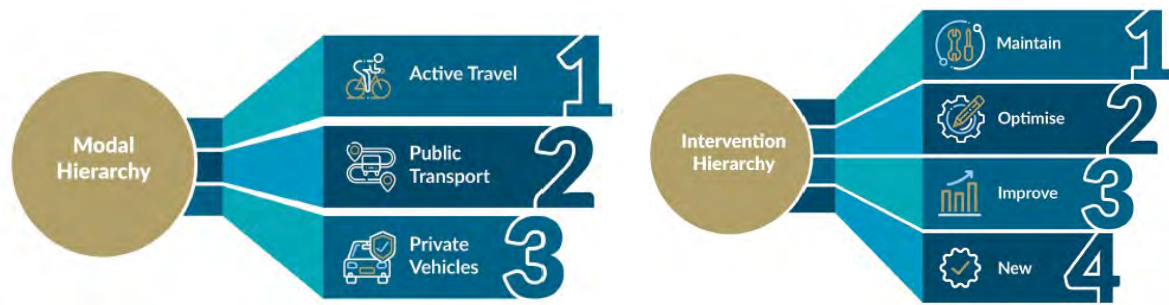 Modal
Hierarchy
Active Travel
1
Public
Transport
2
Private
Vehicles
3
Intervention
Hierarchy
Maintain
1
Optimise
2
Improve
3
New
4